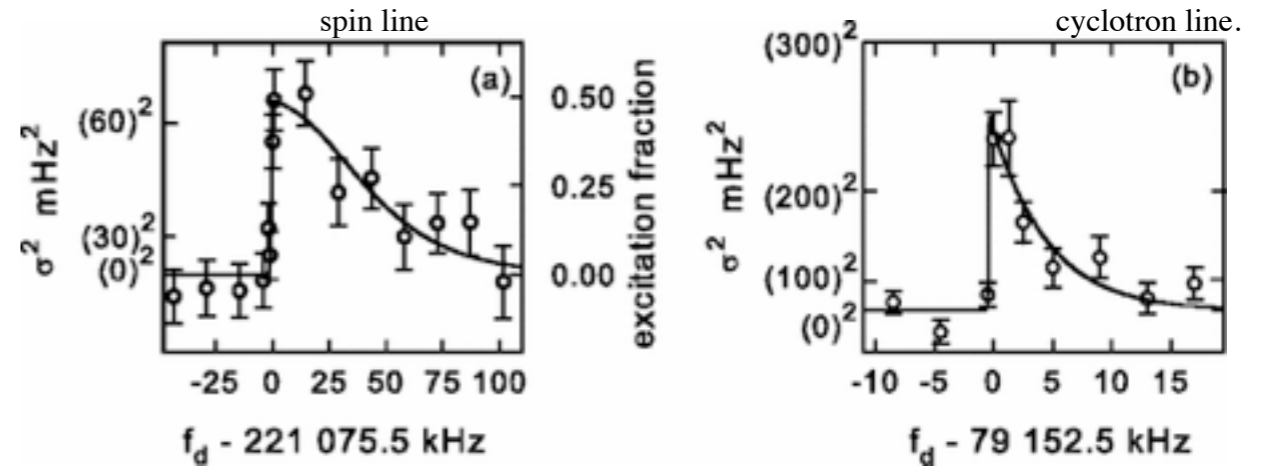 spin line
cyclotron line.
(a)
(60)²
(30)²
(0)²
σ² mHz²
0.50
0.25
0.00
excitation fraction
-25 0 25 50 75 100
f_d - 221 075.5 kHz
(b)
(300)²
(200)²
(100)²
(0)²
σ² mHz²
-10 -5 0 5 10 15
f_d - 79 152.5 kHz